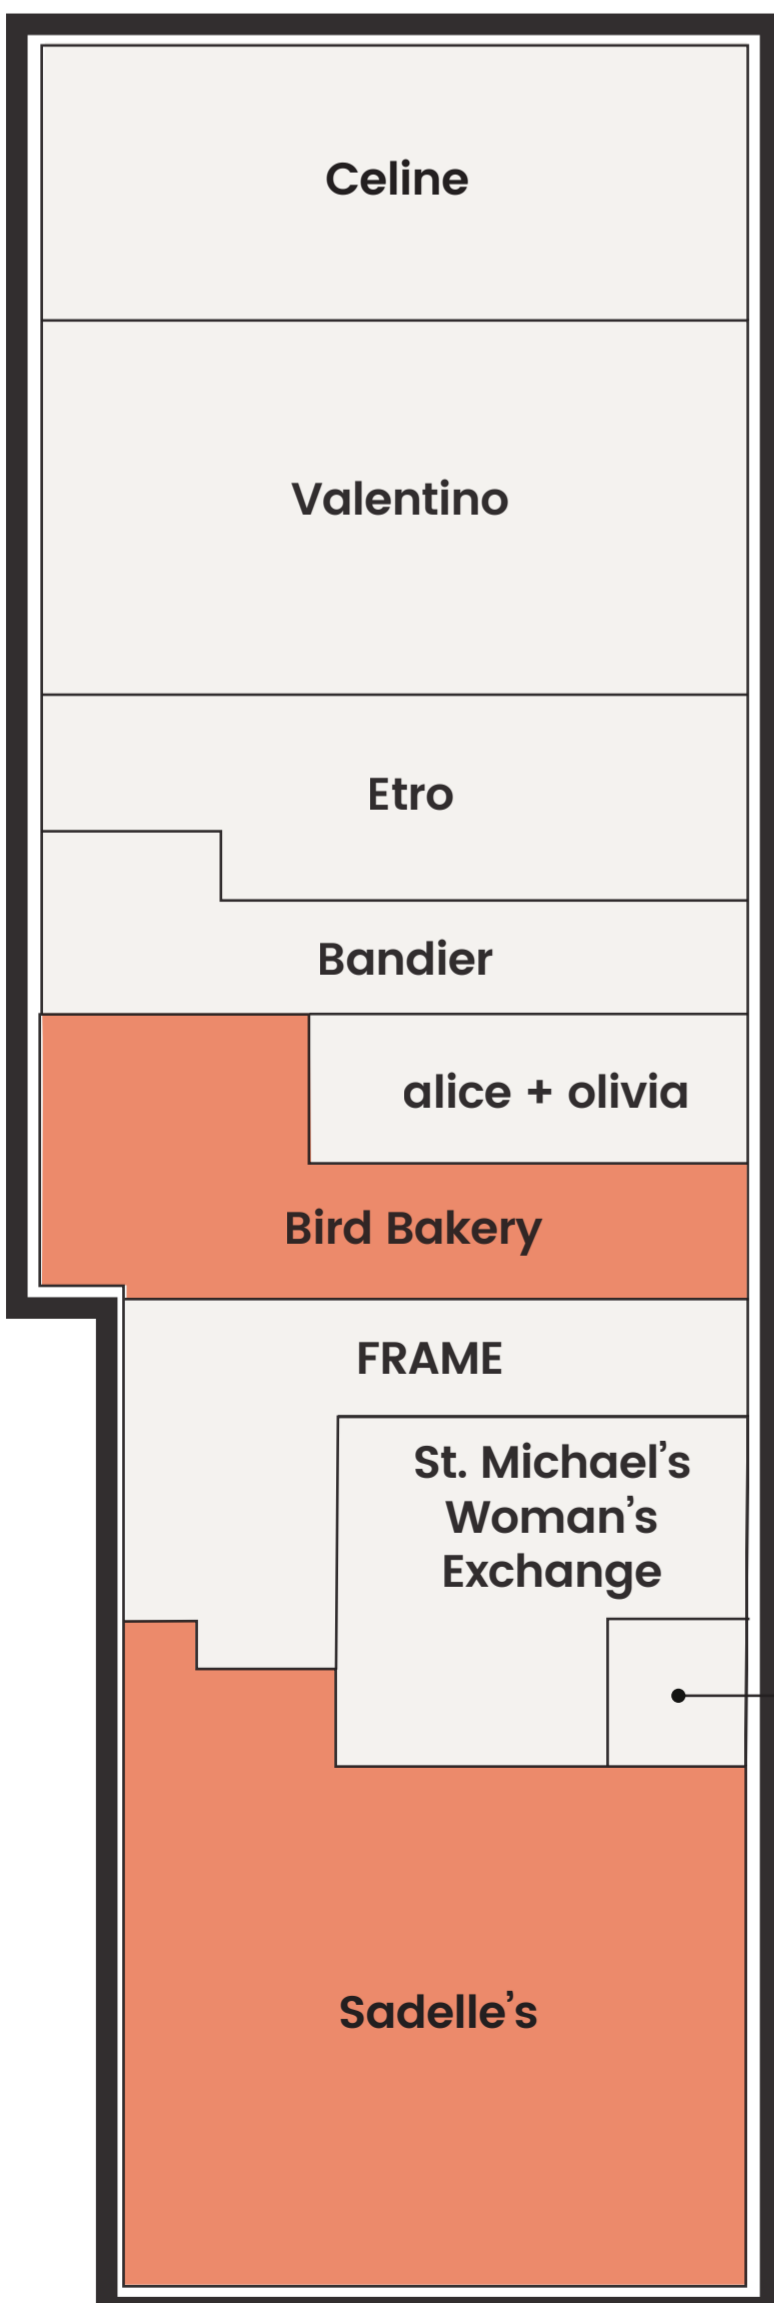 Celine
Valentino
Etro
Bandier
alice + olivia
Bird Bakery
FRAME
St. Michael’s
Woman’s
Exchange
Sadelle’s